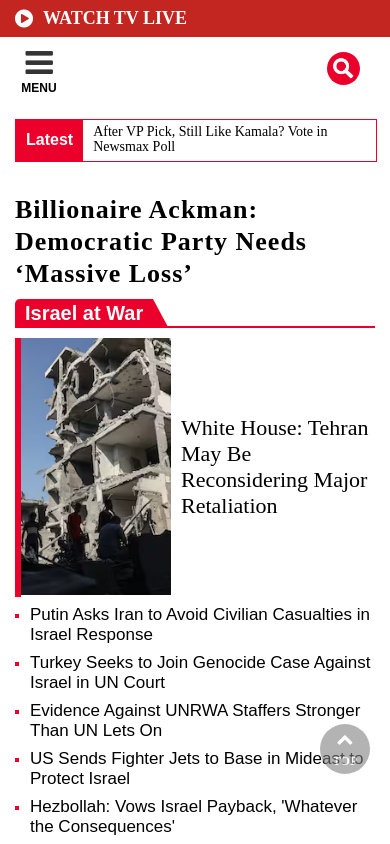 WATCH TV LIVE
MENU
Latest
After VP Pick, Still Like Kamala? Vote in
Newsmax Poll
Billionaire Ackman:
Democratic Party Needs
‘Massive Loss’
Israel at War
White House: Tehran
May Be
Reconsidering Major
Retaliation
Putin Asks Iran to Avoid Civilian Casualties in
Israel Response
Turkey Seeks to Join Genocide Case Against
Israel in UN Court
Evidence Against UNRWA Staffers Stronger
Than UN Lets On
US Sends Fighter Jets to Base in Mideast to
Protect Israel
TOP
Hezbollah: Vows Israel Payback, 'Whatever
the Consequences'